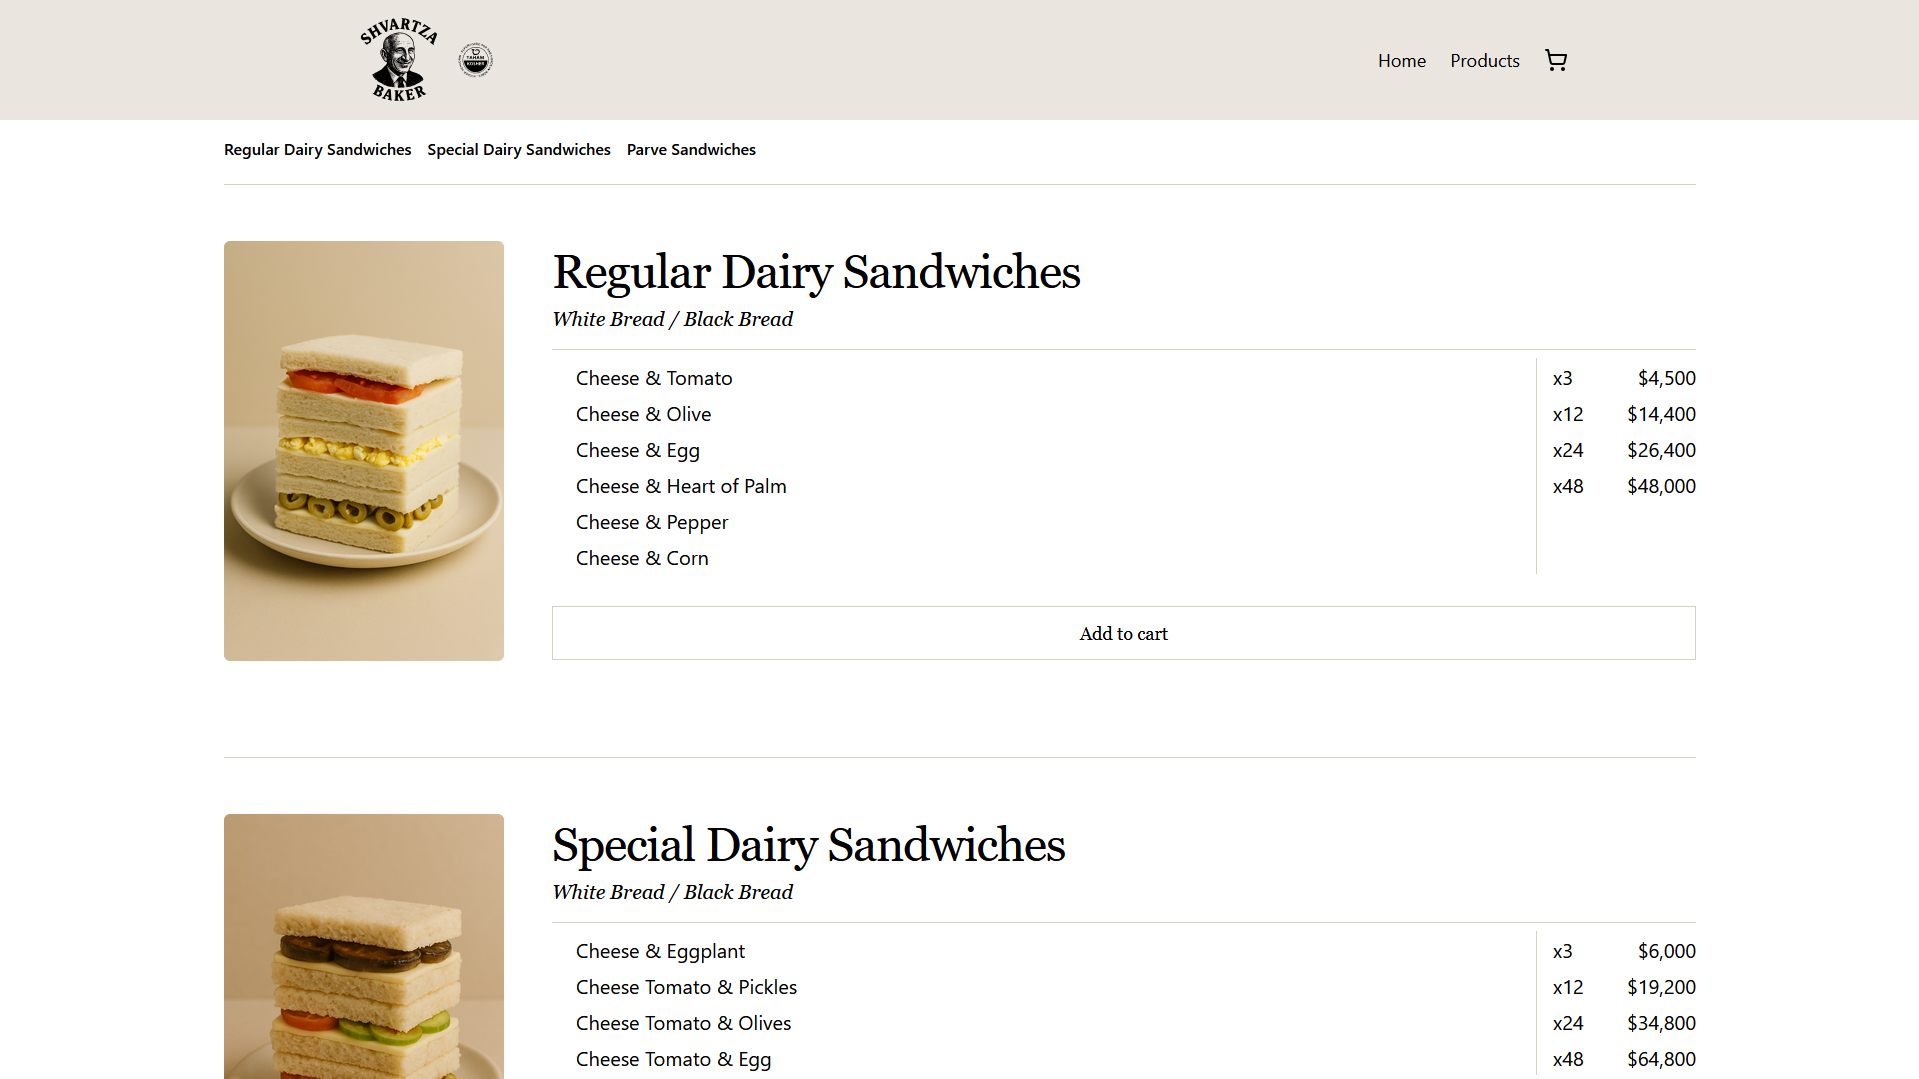 SHVARTZA
BAKER
TAHAM
KOSHER
Home
Products
Regular Dairy Sandwiches
Special Dairy Sandwiches
Parve Sandwiches
Regular Dairy Sandwiches
White Bread / Black Bread
Cheese & Tomato
Cheese & Olive
Cheese & Egg
Cheese & Heart of Palm
Cheese & Pepper
Cheese & Corn
x3 $4,500
x12 $14,400
x24 $26,400
x48 $48,000
Add to cart
Special Dairy Sandwiches
White Bread / Black Bread
Cheese & Eggplant
Cheese Tomato & Pickles
Cheese Tomato & Olives
Cheese Tomato & Egg
x3 $6,000
x12 $19,200
x24 $34,800
x48 $64,800